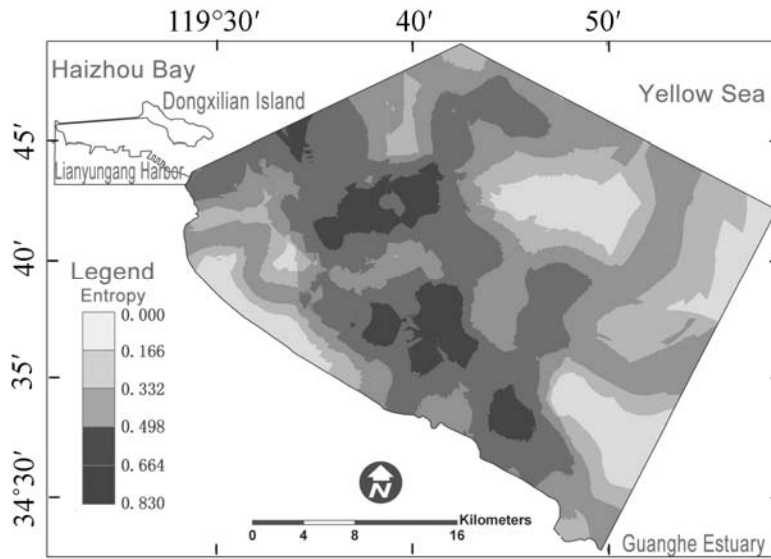 119°30′ 40′ 50′
Haizhou Bay
Dongxilian Island
Yellow Sea
45′
Lianyungang Harbor
40′
Legend
Entropy
0.000
0.166
35′
0.332
0.498
0.664
34°30′
0.830
N
Kilometers
0 4 8 16
Guanghe Estuary